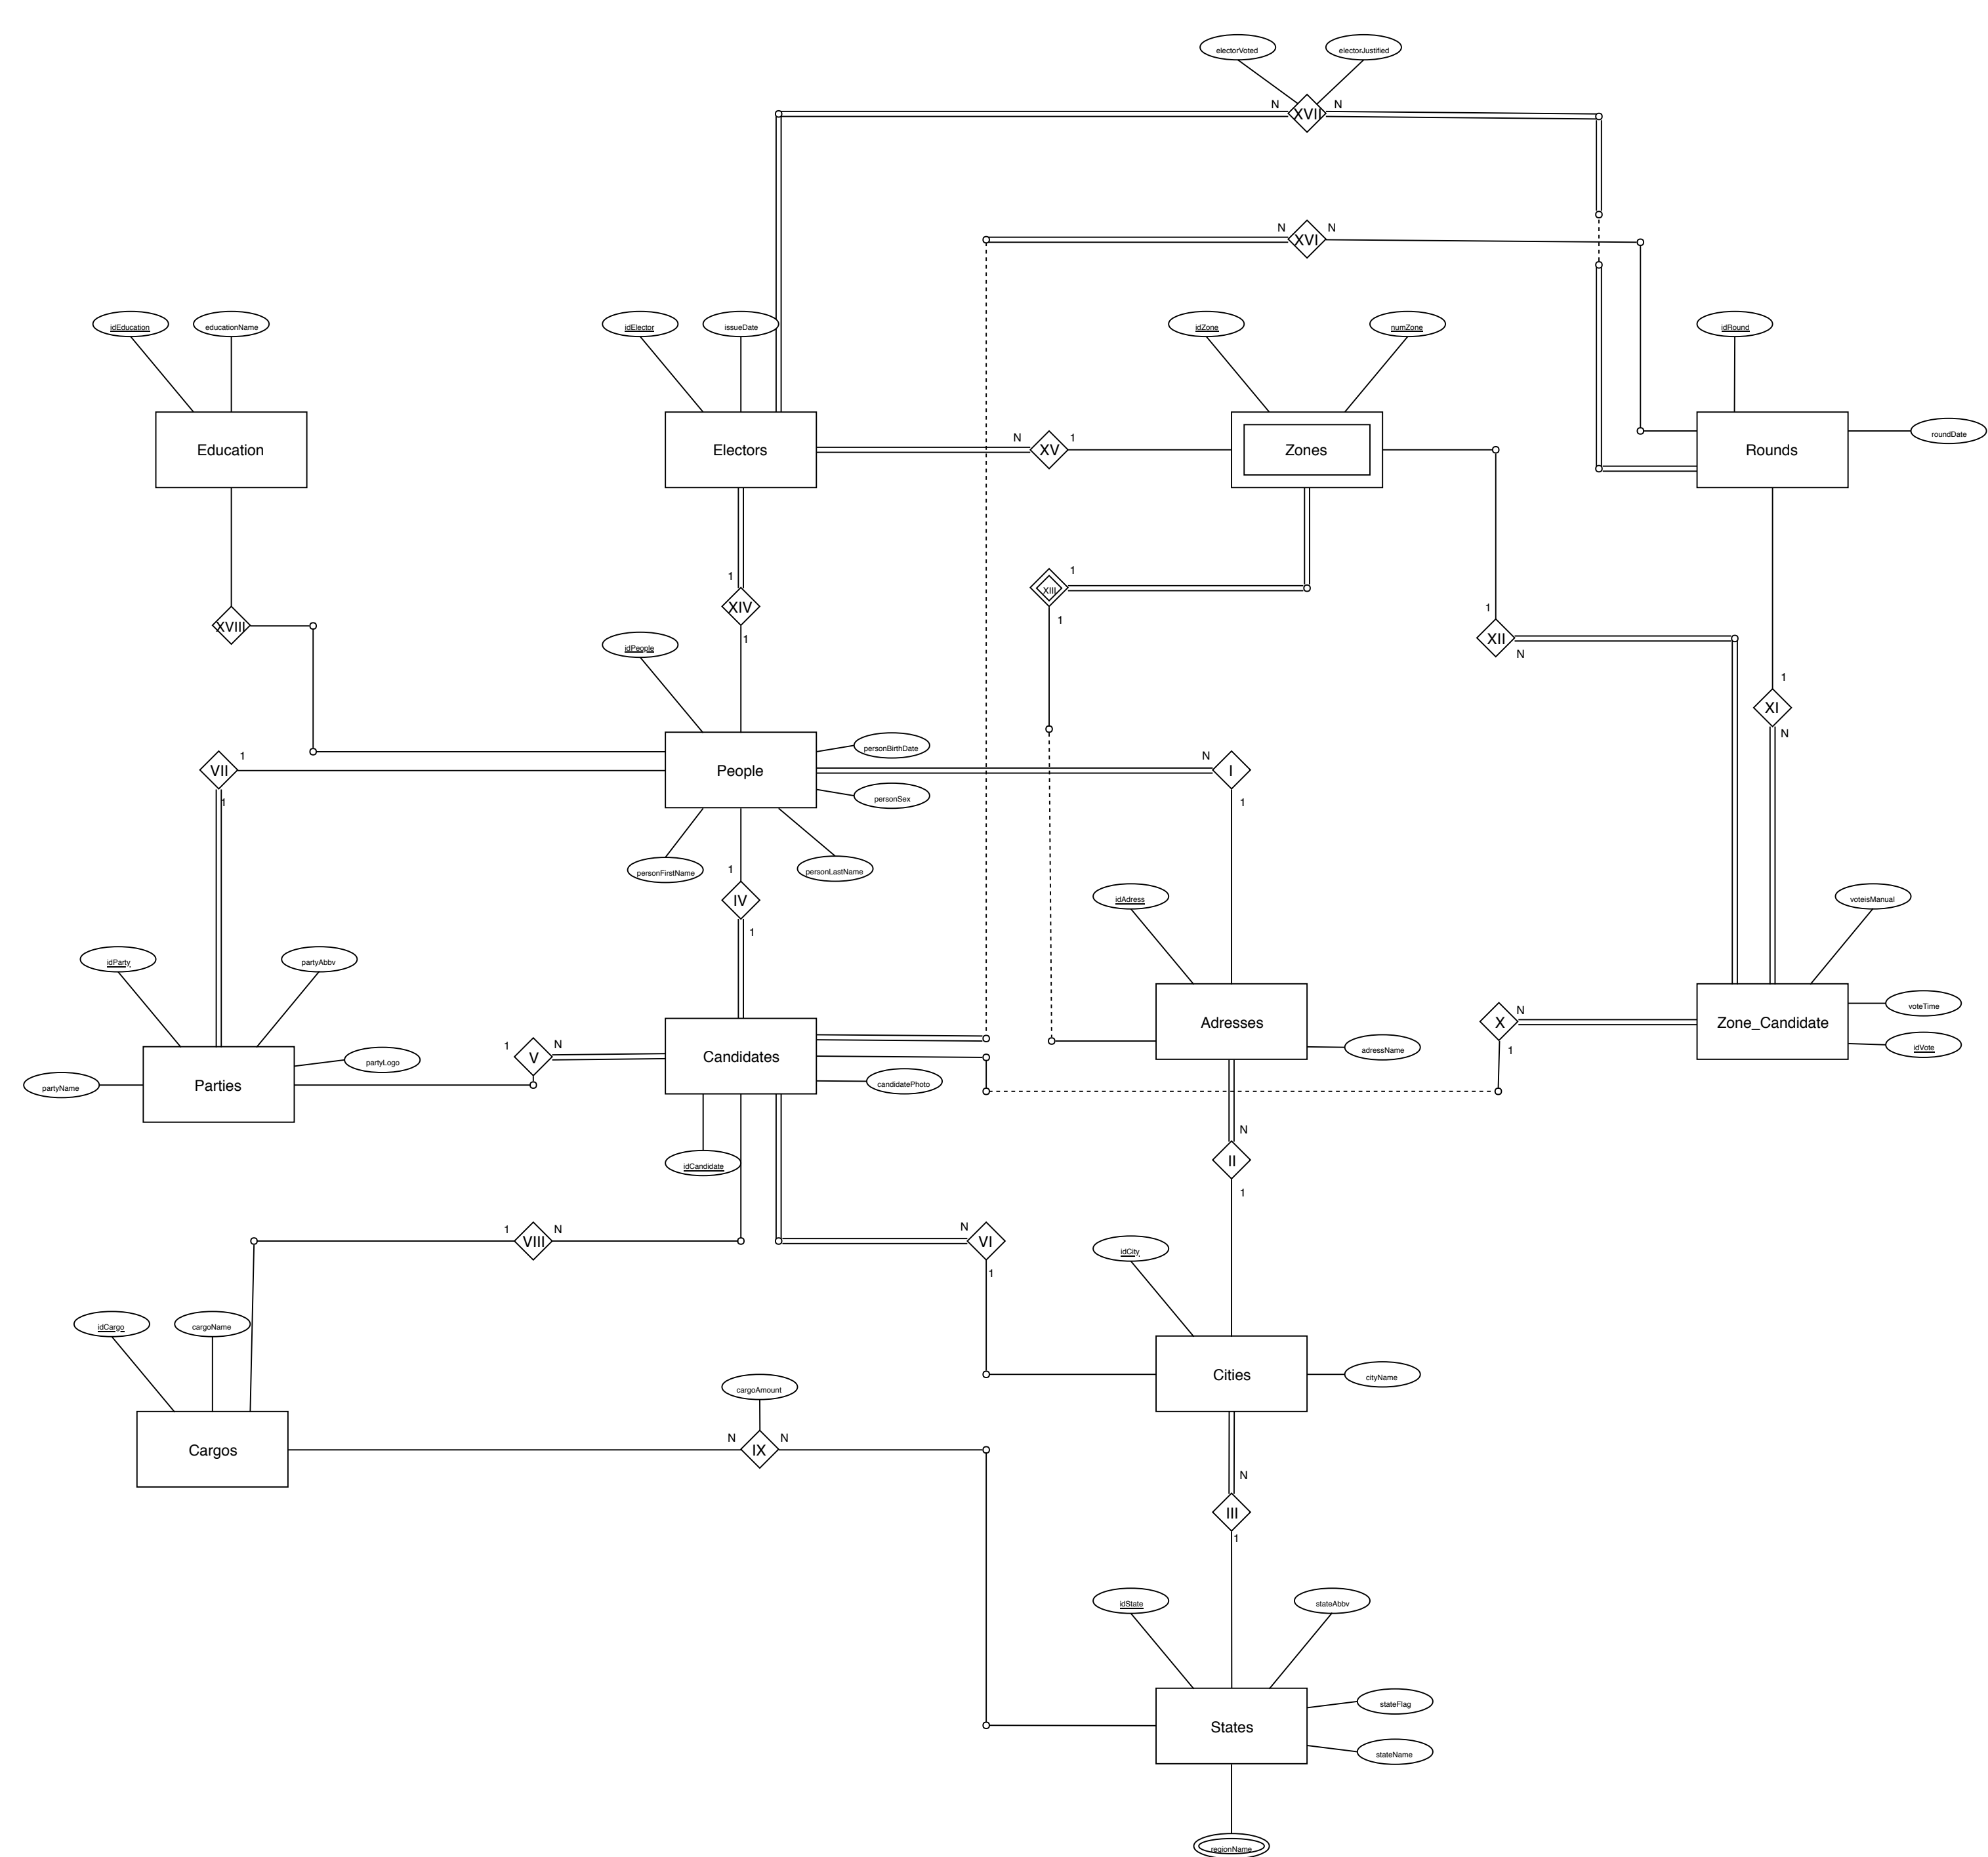 electorVoted
electorJustified
N
XVII
N
N
XVI
N
idEducation
educationName
idElector
issueDate
idZone
numZone
idRound
Education
Electors
N
XV
1
Zones
Rounds
roundDate
1
XIV
1
XIII
1
1
1
XII
N
XVIII
idPeople
1
XI
N
VII
1
1
People
personBirthDate
personSex
N
I
1
personFirstName
personLastName
1
IV
1
idAdress
voteisManual
idParty
partyAbbv
Parties
partyLogo
partyName
1
V
N
Candidates
candidatePhoto
idCandidate
Adresses
adressName
N
X
1
Zone_Candidate
voteTime
idVote
N
II
1
1
VIII
N
N
VI
1
idCity
Cities
cityName
idCargo
cargoName
Cargos
cargoAmount
N
IX
N
N
III
1
idState
stateAbbv
States
stateFlag
stateName
regionName